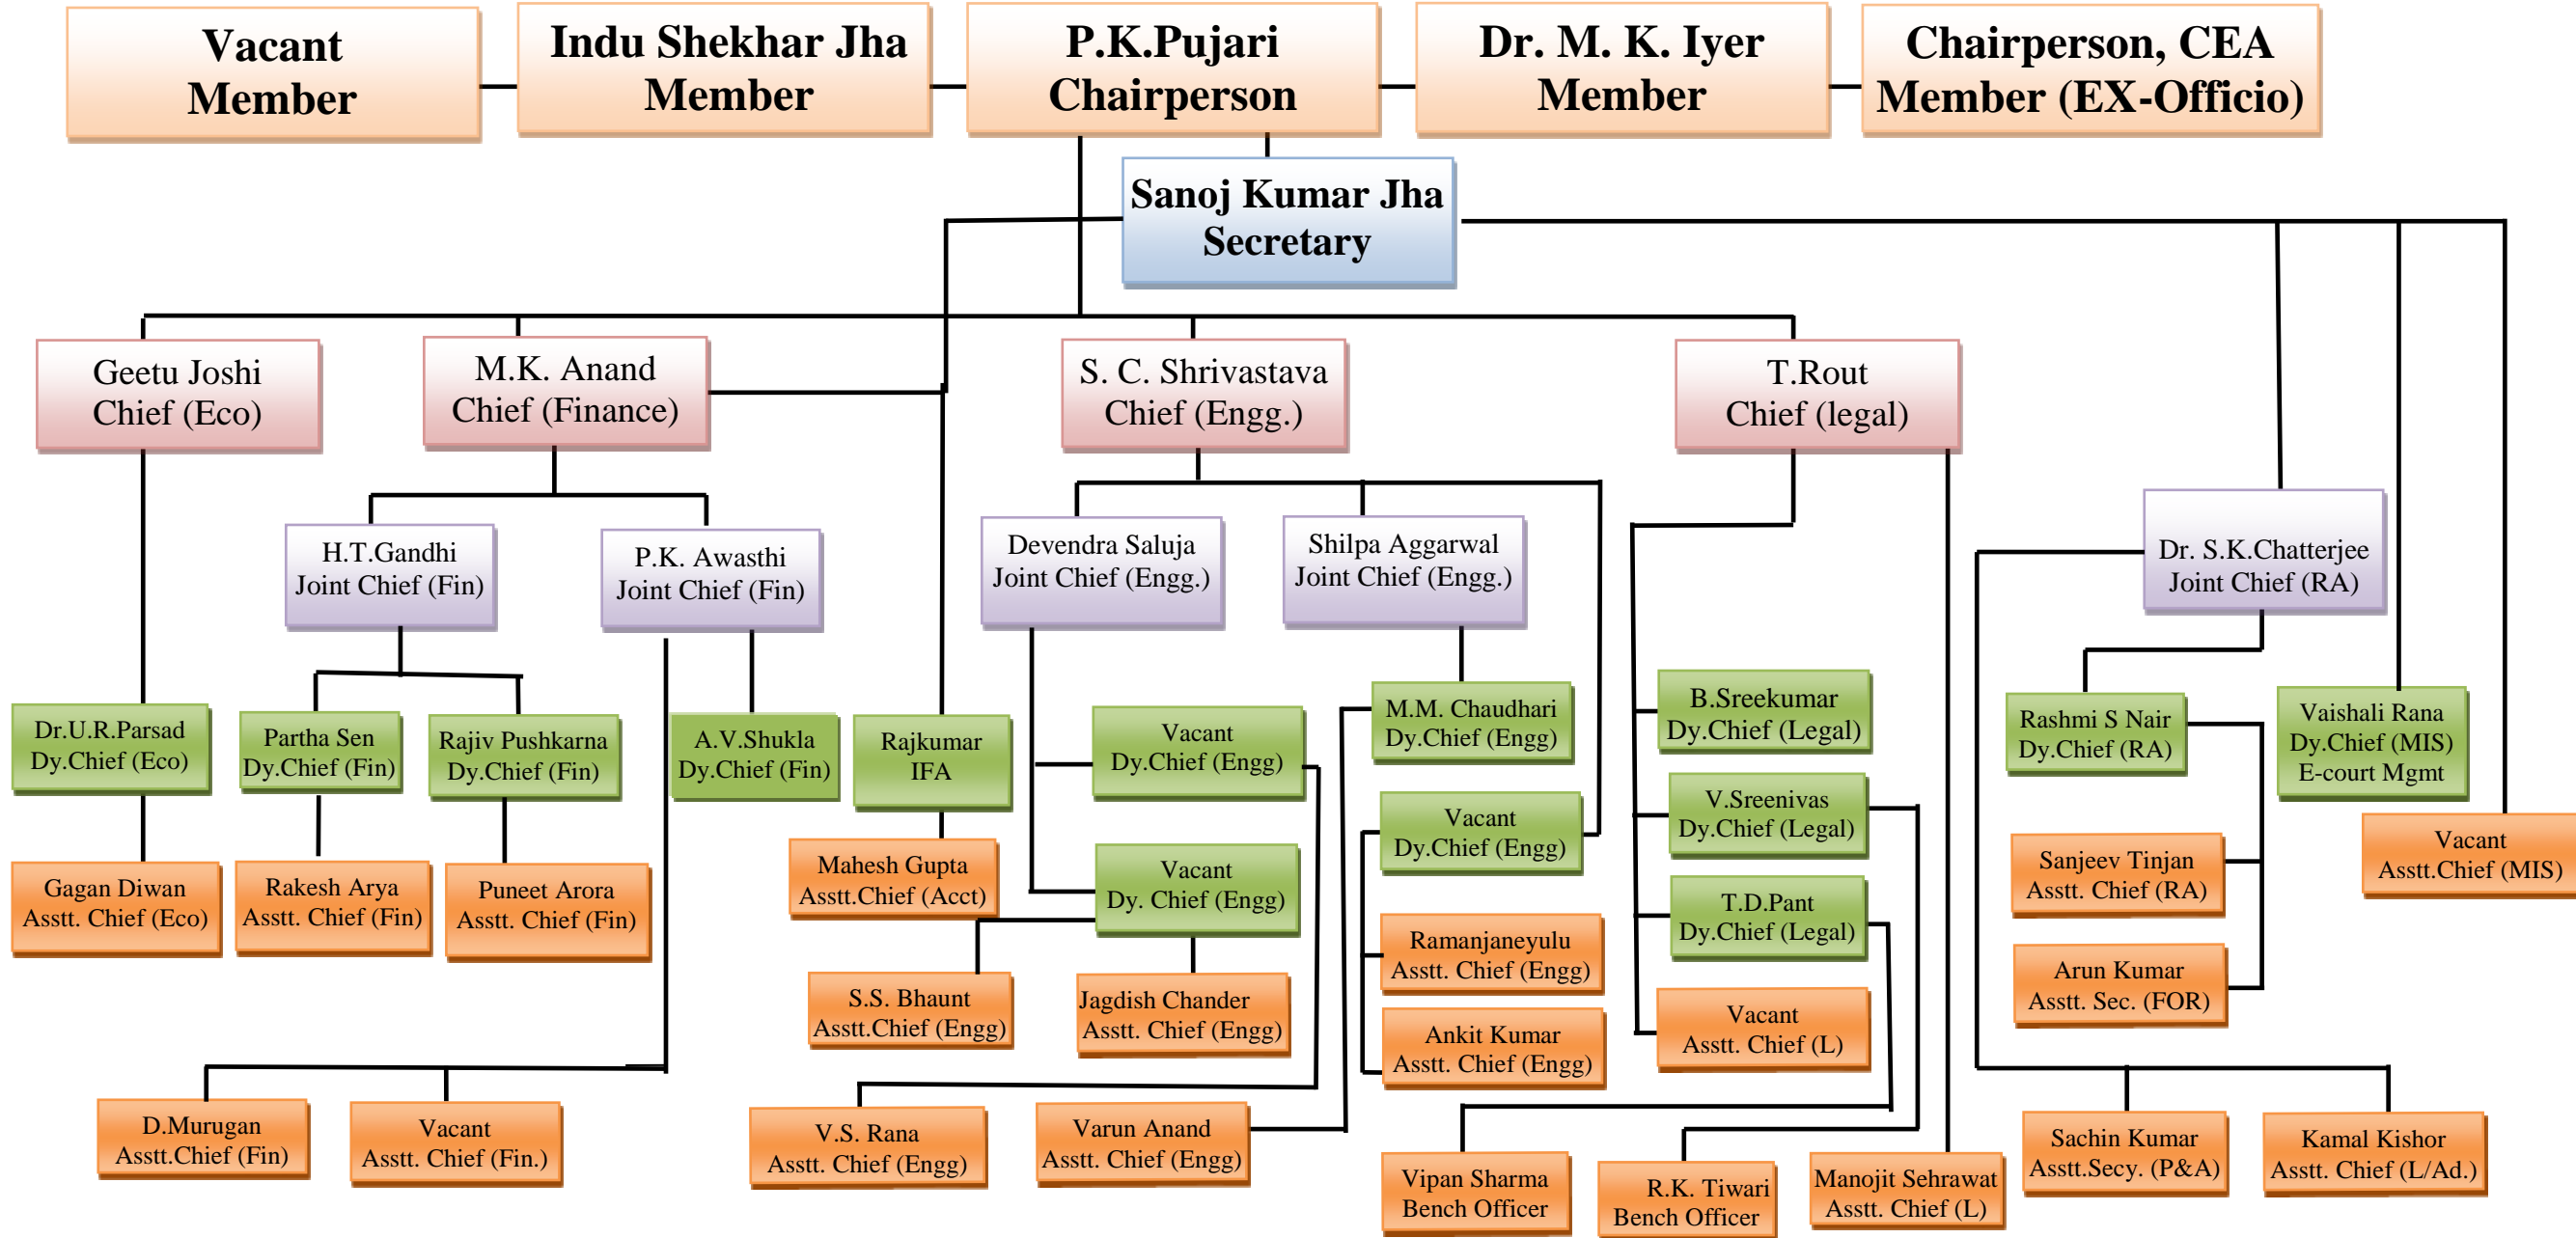 Vacant
Member
Indu Shekhar Jha
Member
P.K.Pujari
Chairperson
Dr. M. K. Iyer
Member
Chairperson, CEA
Member (EX-Officio)
Sanoj Kumar Jha
Secretary
Geetu Joshi
Chief (Eco)
M.K. Anand
Chief (Finance)
S. C. Shrivastava
Chief (Engg.)
T.Rout
Chief (legal)
H.T.Gandhi
Joint Chief (Fin)
P.K. Awasthi
Joint Chief (Fin)
Devendra Saluja
Joint Chief (Engg.)
Shilpa Aggarwal
Joint Chief (Engg.)
Dr. S.K.Chatterjee
Joint Chief (RA)
Dr.U.R.Parsad
Dy.Chief (Eco)
Partha Sen
Dy.Chief (Fin)
Rajiv Pushkarna
Dy.Chief (Fin)
A.V.Shukla
Dy.Chief (Fin)
Rajkumar
IFA
Vacant
Dy.Chief (Engg)
M.M. Chaudhari
Dy.Chief (Engg)
B.Sreekumar
Dy.Chief (Legal)
Rashmi S Nair
Dy.Chief (RA)
Vaishali Rana
Dy.Chief (MIS)
E-court Mgmt
Vacant
Dy.Chief (Engg)
V.Sreenivas
Dy.Chief (Legal)
Vacant
Asstt.Chief (MIS)
Gagan Diwan
Asstt. Chief (Eco)
Rakesh Arya
Asstt. Chief (Fin)
Puneet Arora
Asstt. Chief (Fin)
Mahesh Gupta
Asstt.Chief (Acct)
Vacant
Dy. Chief (Engg)
T.D.Pant
Dy.Chief (Legal)
Sanjeev Tinjan
Asstt. Chief (RA)
Ramanjaneyulu
Asstt. Chief (Engg)
Arun Kumar
Asstt. Sec. (FOR)
S.S. Bhaunt
Asstt.Chief (Engg)
Jagdish Chander
Asstt. Chief (Engg)
Ankit Kumar
Asstt. Chief (Engg)
Vacant
Asstt. Chief (L)
D.Murugan
Asstt.Chief (Fin)
Vacant
Asstt. Chief (Fin.)
V.S. Rana
Asstt. Chief (Engg)
Varun Anand
Asstt. Chief (Engg)
Vipan Sharma
Bench Officer
R.K. Tiwari
Bench Officer
Manojit Sehrawat
Asstt. Chief (L)
Sachin Kumar
Asstt.Secy. (P&A)
Kamal Kishor
Asstt. Chief (L/Ad.)